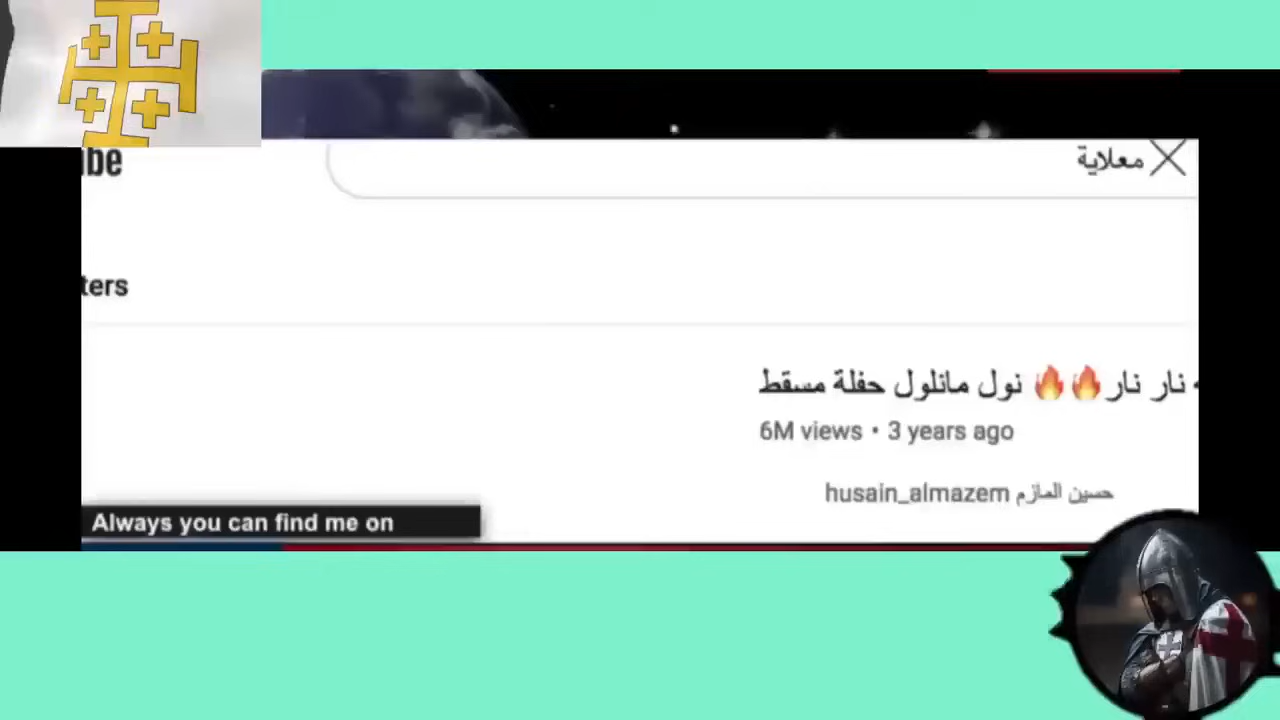 be
معلاية
ters
نار نار🔥🔥 نول مانلول حفلة مسقط
6M views • 3 years ago
husain_almazem حسين المازم
Always you can find me on